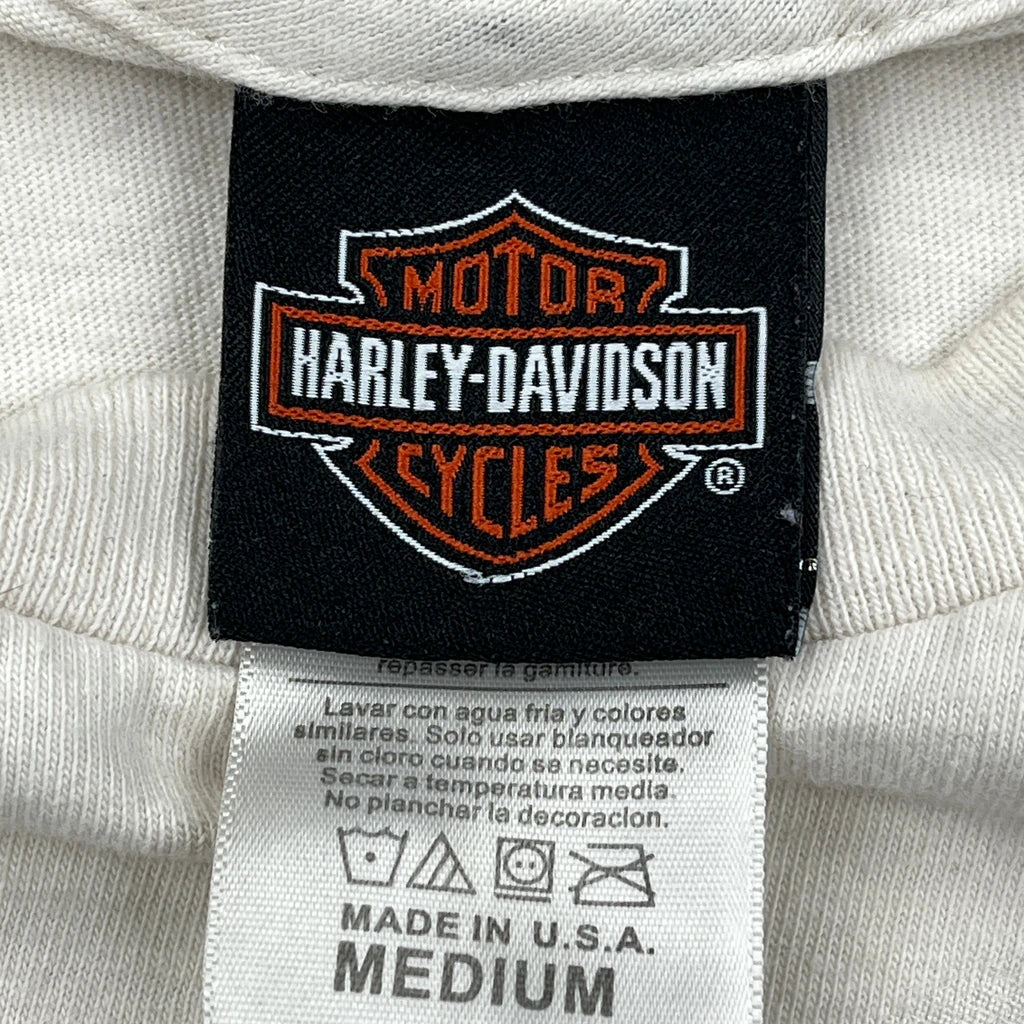 MOTOR
HARLEY-DAVIDSON
CYCLES
®
repasser la garniture.
Lavar con agua fria y colores
similares. Solo usar blanqueador
sin cloro cuando se necesite.
Secar a temperatura media.
No planchar la decoracion.
MADE IN U.S.A.
MEDIUM